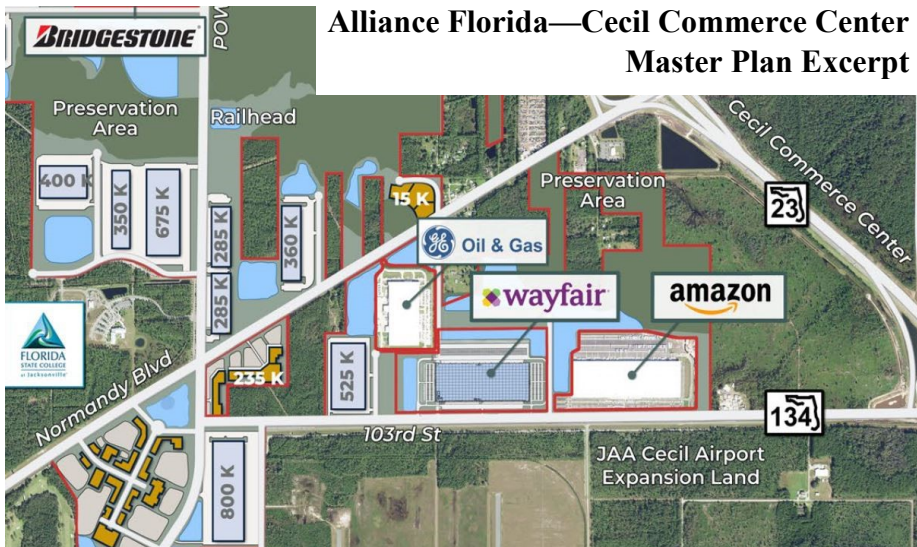 Alliance Florida—Cecil Commerce Center
Master Plan Excerpt
BRIDGESTONE
POW
Preservation
Area
Railhead
Cecil Commerce Center
400 K
350 K
675 K
285 K
360 K
15 K
Preservation
Area
23
GE Oil & Gas
wayfair
amazon
285 K
FLORIDA
STATE COLLEGE
at Jacksonville
Normandy Blvd
235 K
525 K
103rd St
134
800 K
JAA Cecil Airport
Expansion Land